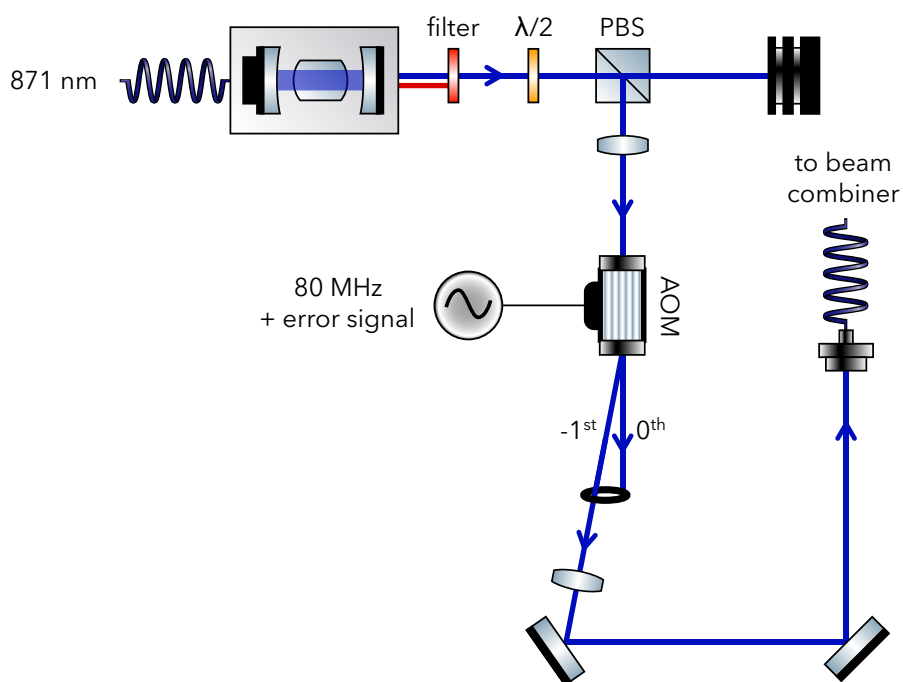 filter
λ/2
PBS
871 nm
to beam
combiner
80 MHz
+ error signal
AOM
-1st
0th